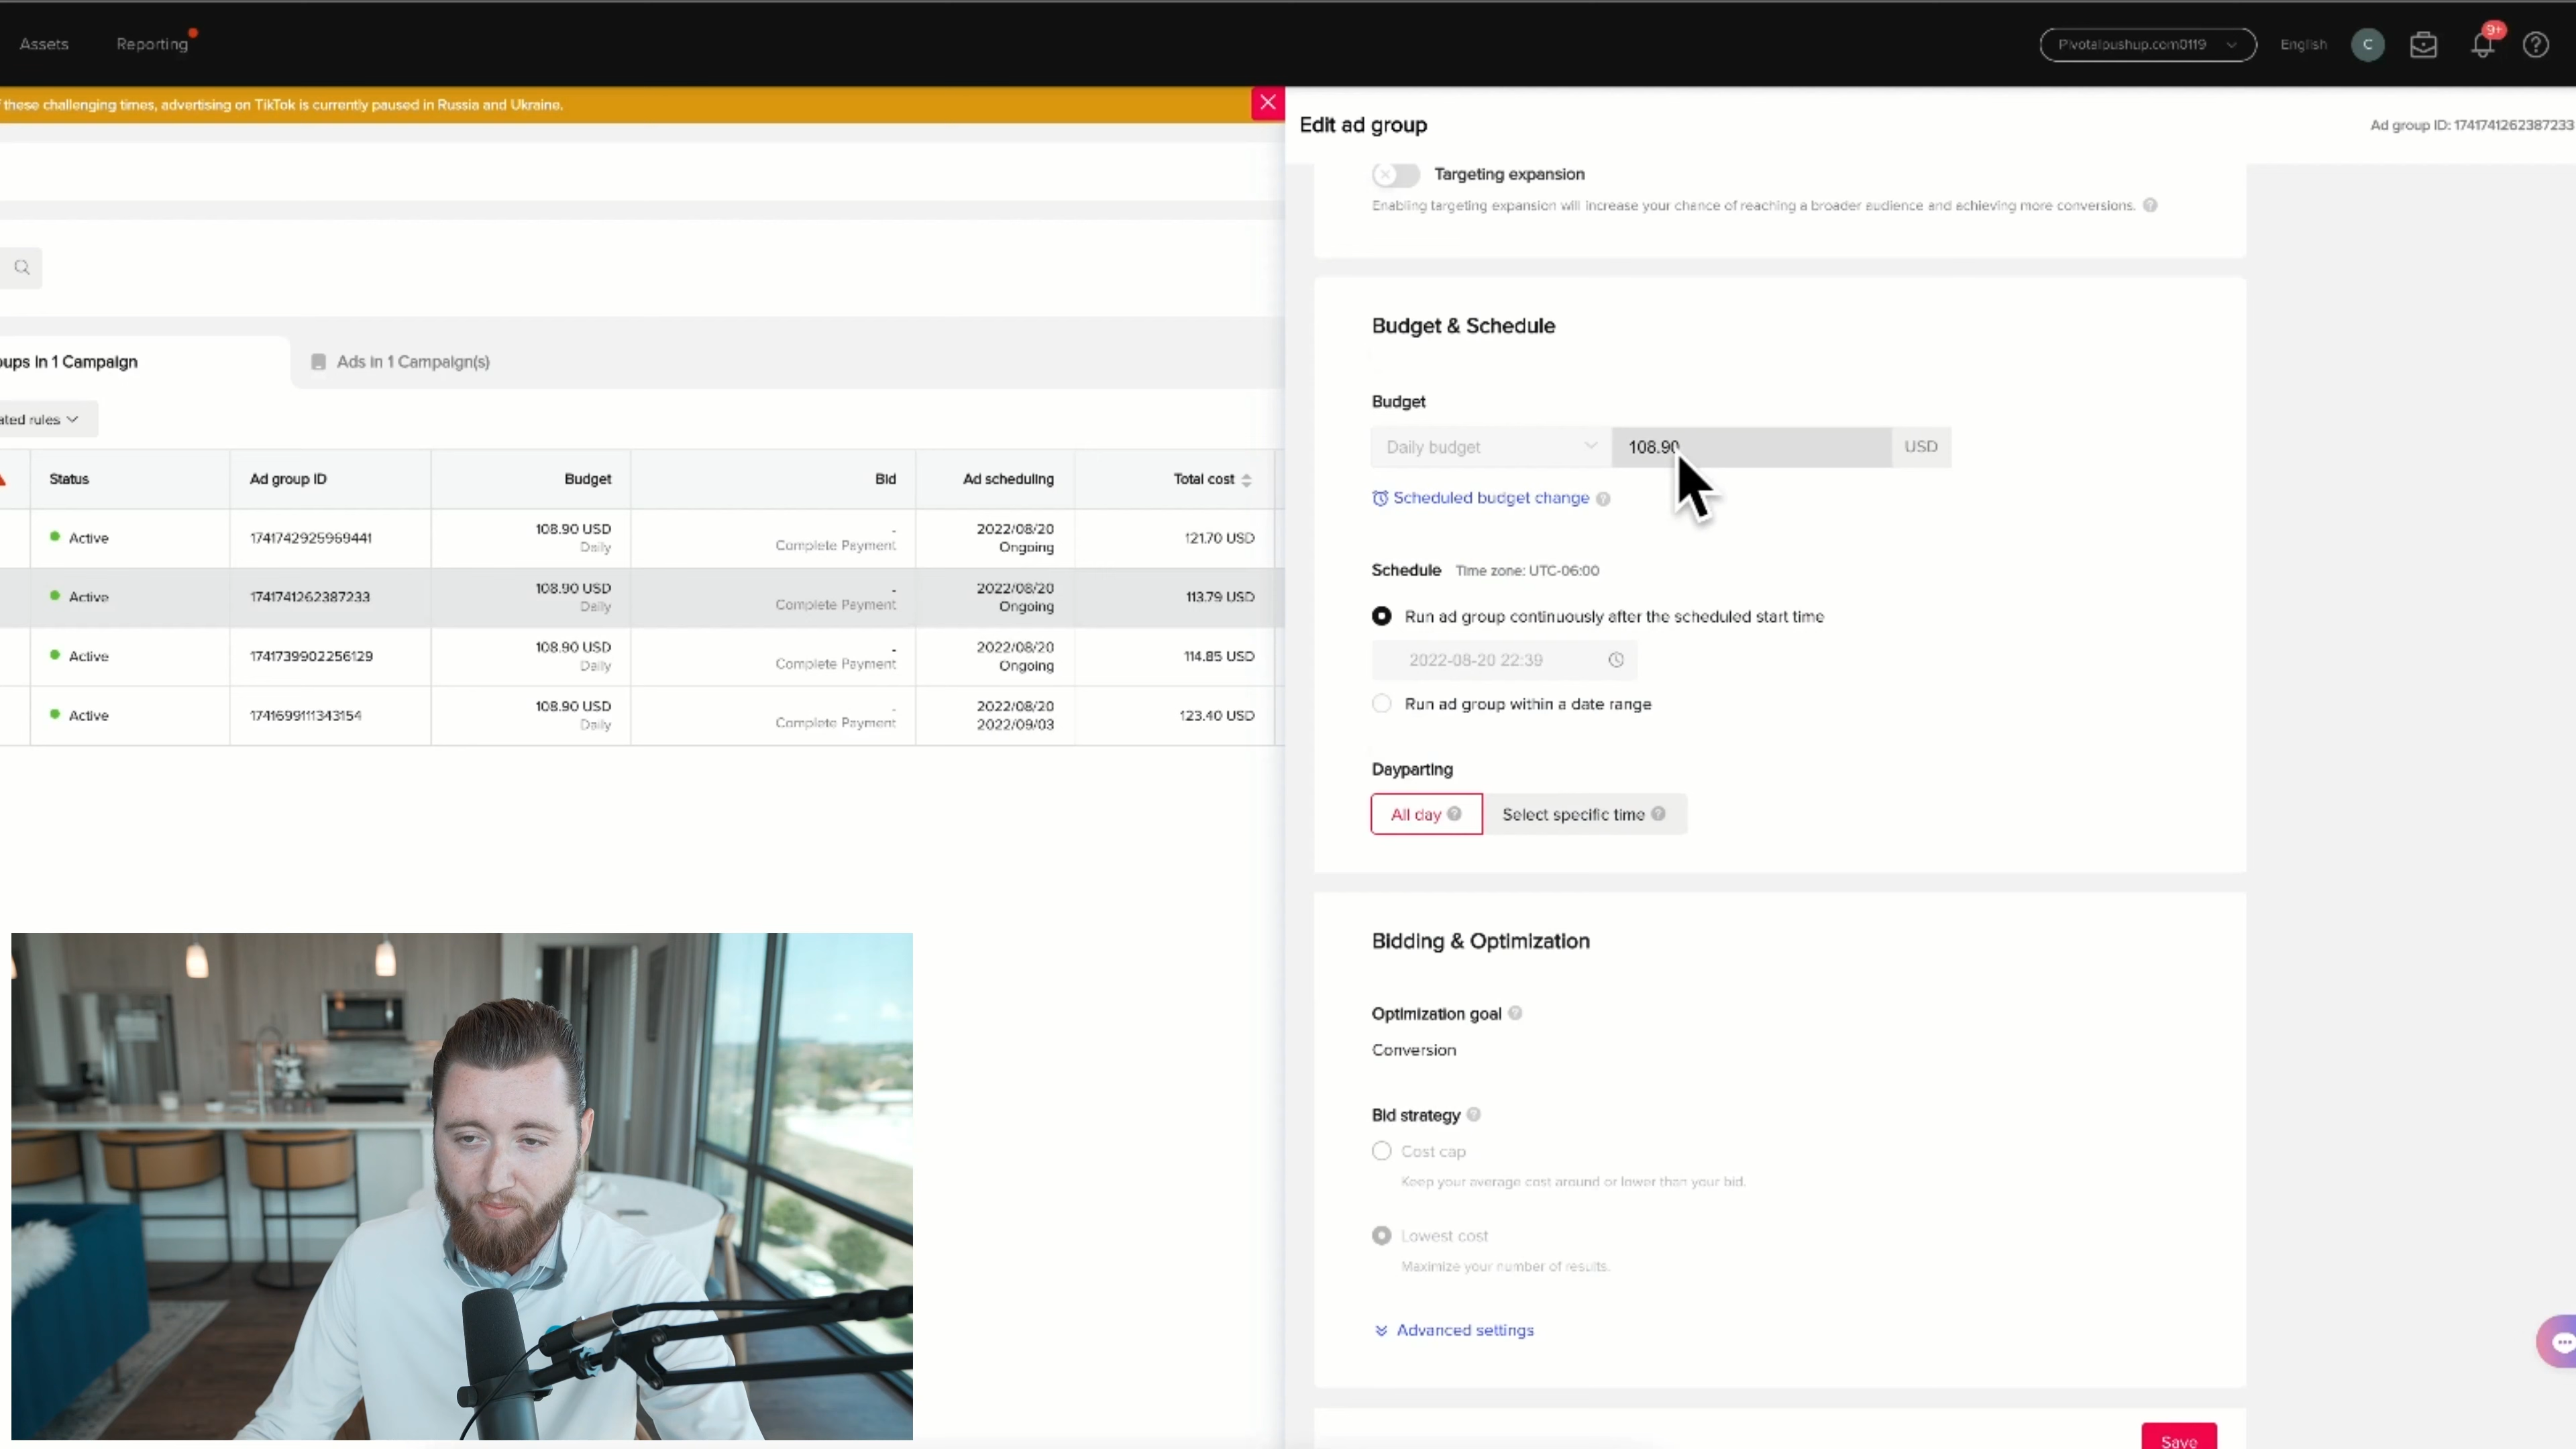 Assets
Reporting
Pivotalpushup.com0119
English
C
9+
these challenging times, advertising on TikTok is currently paused in Russia and Ukraine.
Edit ad group
Ad group ID: 1741741262387233
Targeting expansion
Enabling targeting expansion will increase your chance of reaching a broader audience and achieving more conversions.
oups in 1 Campaign
Ads in 1 Campaign(s)
ated rules
Status
Ad group ID
Budget
Bid
Ad scheduling
Total cost
Active
1741742925969441
108.90 USD
Daily
-
Complete Payment
2022/08/20
Ongoing
121.70 USD
Active
1741741262387233
108.90 USD
Daily
-
Complete Payment
2022/08/20
Ongoing
113.79 USD
Active
1741739902256129
108.90 USD
Daily
-
Complete Payment
2022/08/20
Ongoing
114.85 USD
Active
1741699111343154
108.90 USD
Daily
-
Complete Payment
2022/08/20
2022/09/03
123.40 USD
Budget & Schedule
Budget
Daily budget
108.90
USD
Scheduled budget change
Schedule Time zone: UTC-06:00
Run ad group continuously after the scheduled start time
2022-08-20 22:39
Run ad group within a date range
Dayparting
All day
Select specific time
Bidding & Optimization
Optimization goal
Conversion
Bid strategy
Cost cap
Keep your average cost around or lower than your bid.
Lowest cost
Maximize your number of results.
Advanced settings
Save